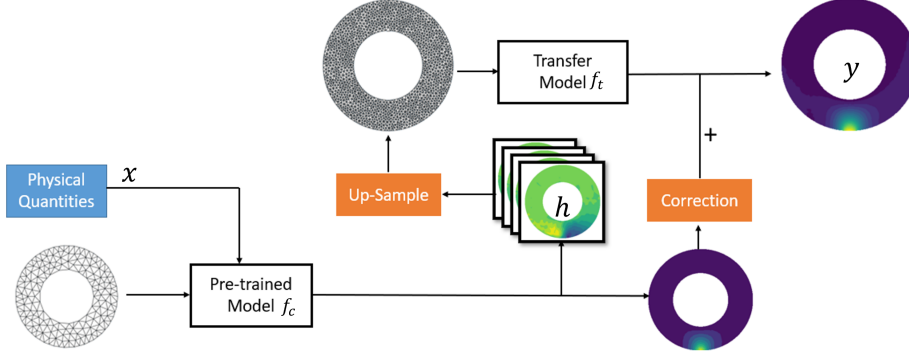 Transfer
Model f_t
y
+
Physical
Quantities
x
Up-Sample
h
Correction
Pre-trained
Model f_c